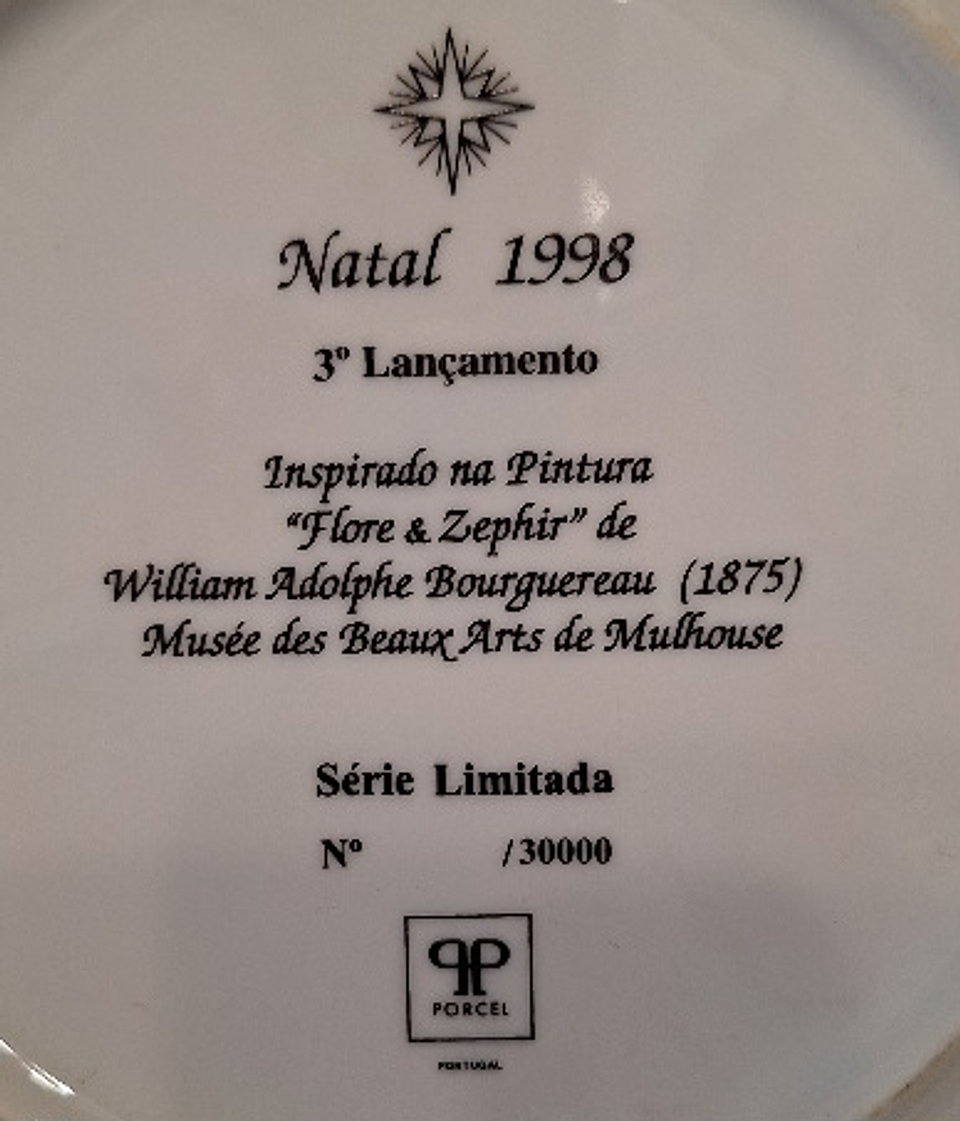 Natal 1998
3º Lançamento
Inspirado na Pintura
“Flore & Zephir” de
William Adolphe Bourguereau (1875)
Musée des Beaux Arts de Mulhouse
Série Limitada
Nº /30000
PP
PORCEL
PORTUGAL